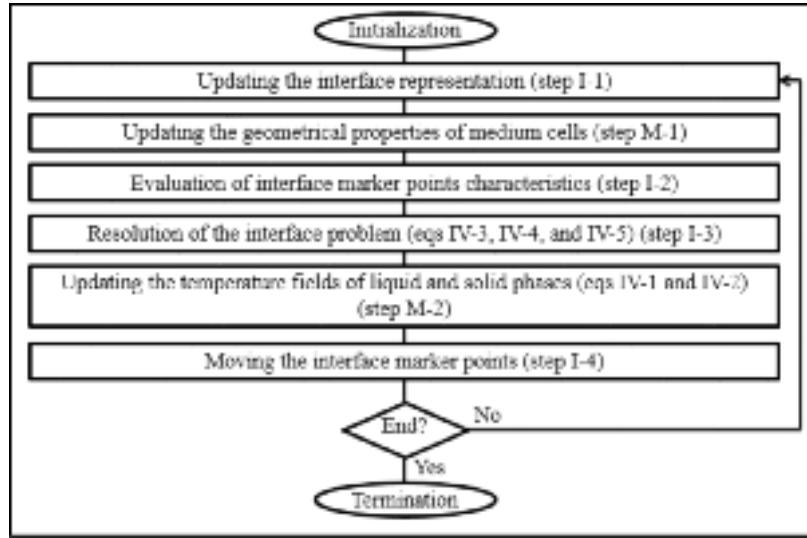 Initialization
Updating the interface representation (step I-1)
Updating the geometrical properties of medium cells (step M-1)
Evaluation of interface marker points characteristics (step I-2)
Resolution of the interface problem (eqs IV-3, IV-4, and IV-5) (step I-3)
Updating the temperature fields of liquid and solid phases (eqs IV-1 and IV-2)
(step M-2)
Moving the interface marker points (step I-4)
End?
No
Yes
Termination